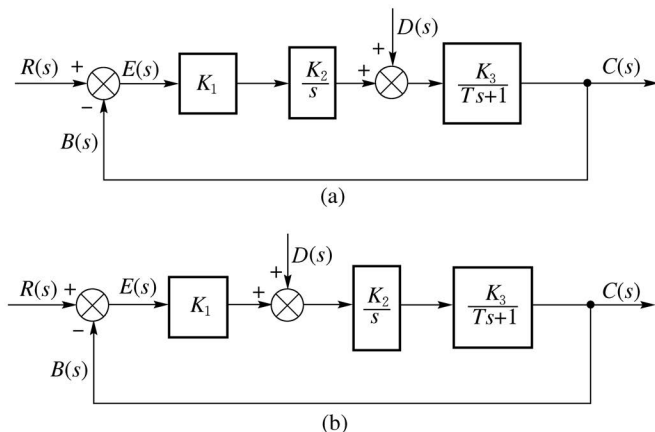 D(s)
R(s) + E(s) K₁ K₂/s + + K₃/Ts+1 C(s)
−
B(s)
(a)
D(s)
R(s) + E(s) K₁ + + K₂/s K₃/Ts+1 C(s)
−
B(s)
(b)